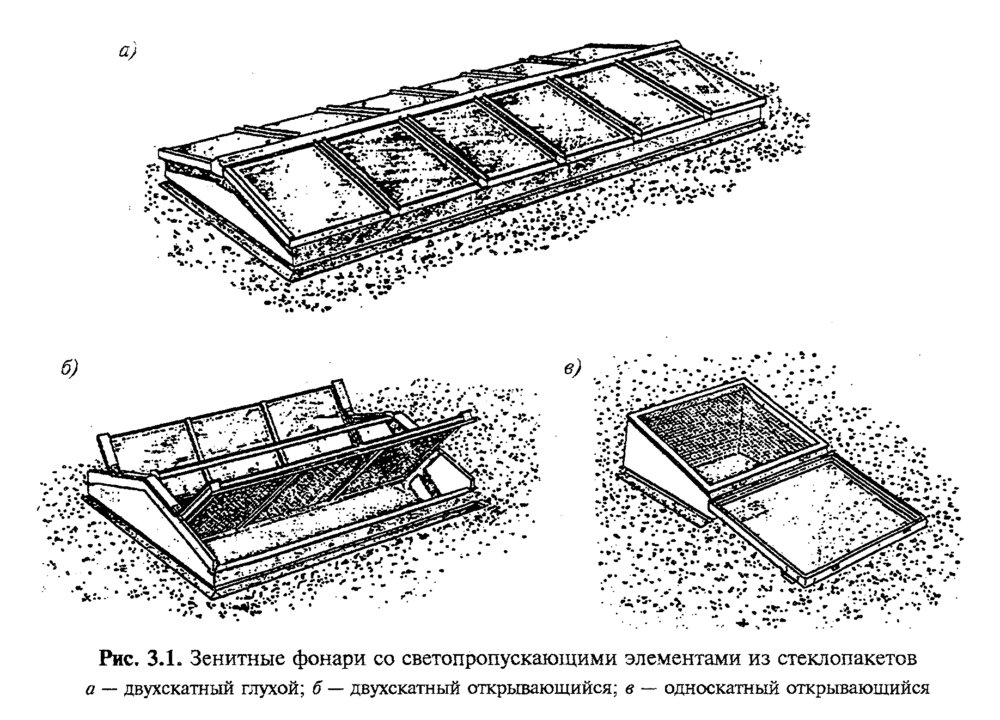 а)
б)
в)
Рис. 3.1. Зенитные фонари со светопропускающими элементами из стеклопакетов
а — двухскатный глухой; б — двухскатный открывающийся; в — односкатный открывающийся